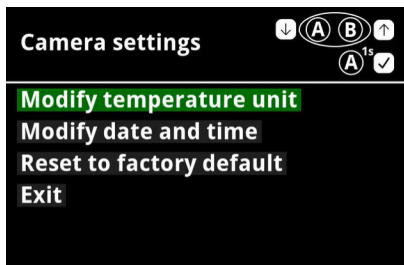 Camera settings
↓ A B ↑
A 1s ✓
Modify temperature unit
Modify date and time
Reset to factory default
Exit